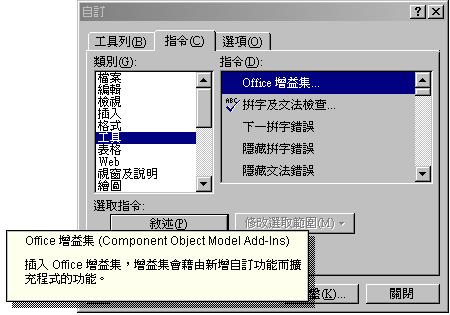 自訂
工具列(B) 指令(C) 選項(O)
類別(G): 指令(D):
檔案
編輯
檢視
插入
格式
工具
表格
Web
視窗及說明
繪圖
Office 增益集...
ABC 拼字及文法檢查...
下一拼字錯誤
隱藏拼字錯誤
隱藏文法錯誤
選取指令:
敘述(P) 修改選取範圍(M)
Office 增益集 (Component Object Model Add-Ins)
插入 Office 增益集，增益集會藉由新增自訂功能而擴
充程式的功能。
盤(K)... 關閉